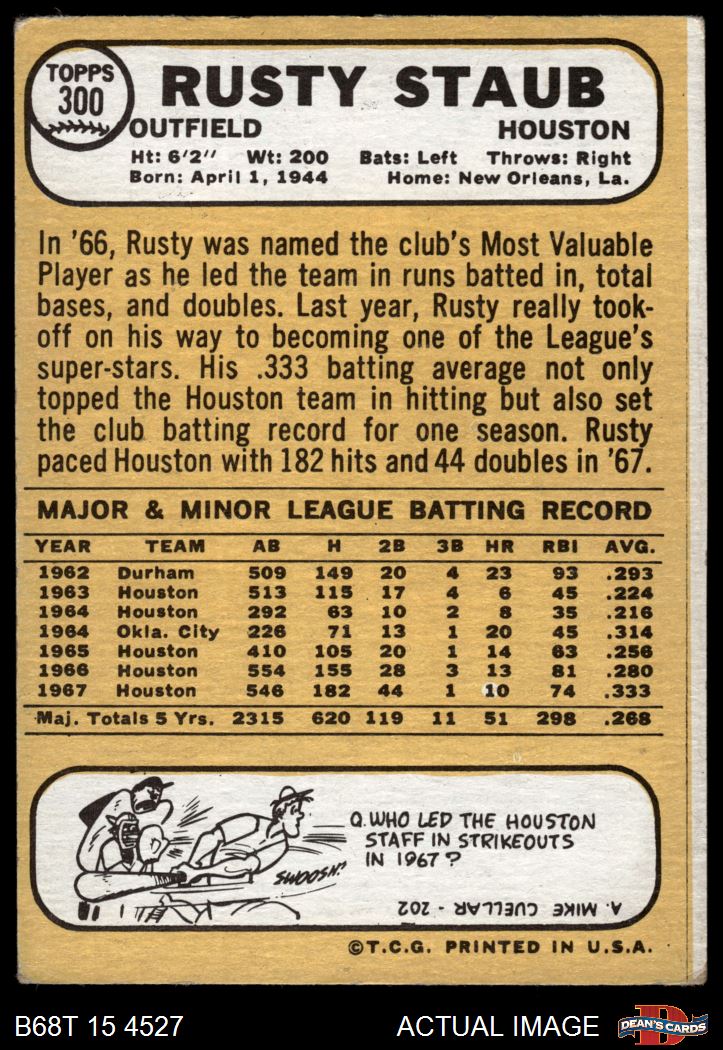 TOPPS
300
RUSTY STAUB
OUTFIELD HOUSTON
Ht: 6'2" Wt: 200 Bats: Left Throws: Right
Born: April 1, 1944 Home: New Orleans, La.
In '66, Rusty was named the club's Most Valuable
Player as he led the team in runs batted in, total
bases, and doubles. Last year, Rusty really took-
off on his way to becoming one of the League's
super-stars. His .333 batting average not only
topped the Houston team in hitting but also set
the club batting record for one season. Rusty
paced Houston with 182 hits and 44 doubles in '67.
MAJOR & MINOR LEAGUE BATTING RECORD
YEAR TEAM AB H 2B 3B HR RBI AVG.
1962 Durham 509 149 20 4 23 93 .293
1963 Houston 513 115 17 4 6 45 .224
1964 Houston 292 63 10 2 8 35 .216
1964 Okla. City 226 71 13 1 20 45 .314
1965 Houston 410 105 20 1 14 63 .256
1966 Houston 554 155 28 3 13 81 .280
1967 Houston 546 182 44 1 10 74 .333
Maj. Totals 5 Yrs. 2315 620 119 11 51 298 .268
Q. WHO LED THE HOUSTON
STAFF IN STRIKEOUTS
IN 1967?
SWOOSH!!
A. MIKE CUELLAR - 202
©T.C.G. PRINTED IN U.S.A.
B68T 15 4527 ACTUAL IMAGE
D
DEAN'S CARDS